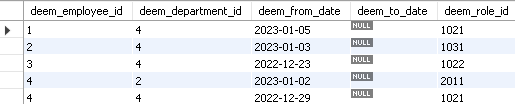 deem_employee_id deem_department_id deem_from_date deem_to_date deem_role_id
1 4 2023-01-05 NULL 1021
2 4 2023-01-03 NULL 1031
3 4 2022-12-23 NULL 1022
4 2 2023-01-02 NULL 2011
4 4 2022-12-29 NULL 1021